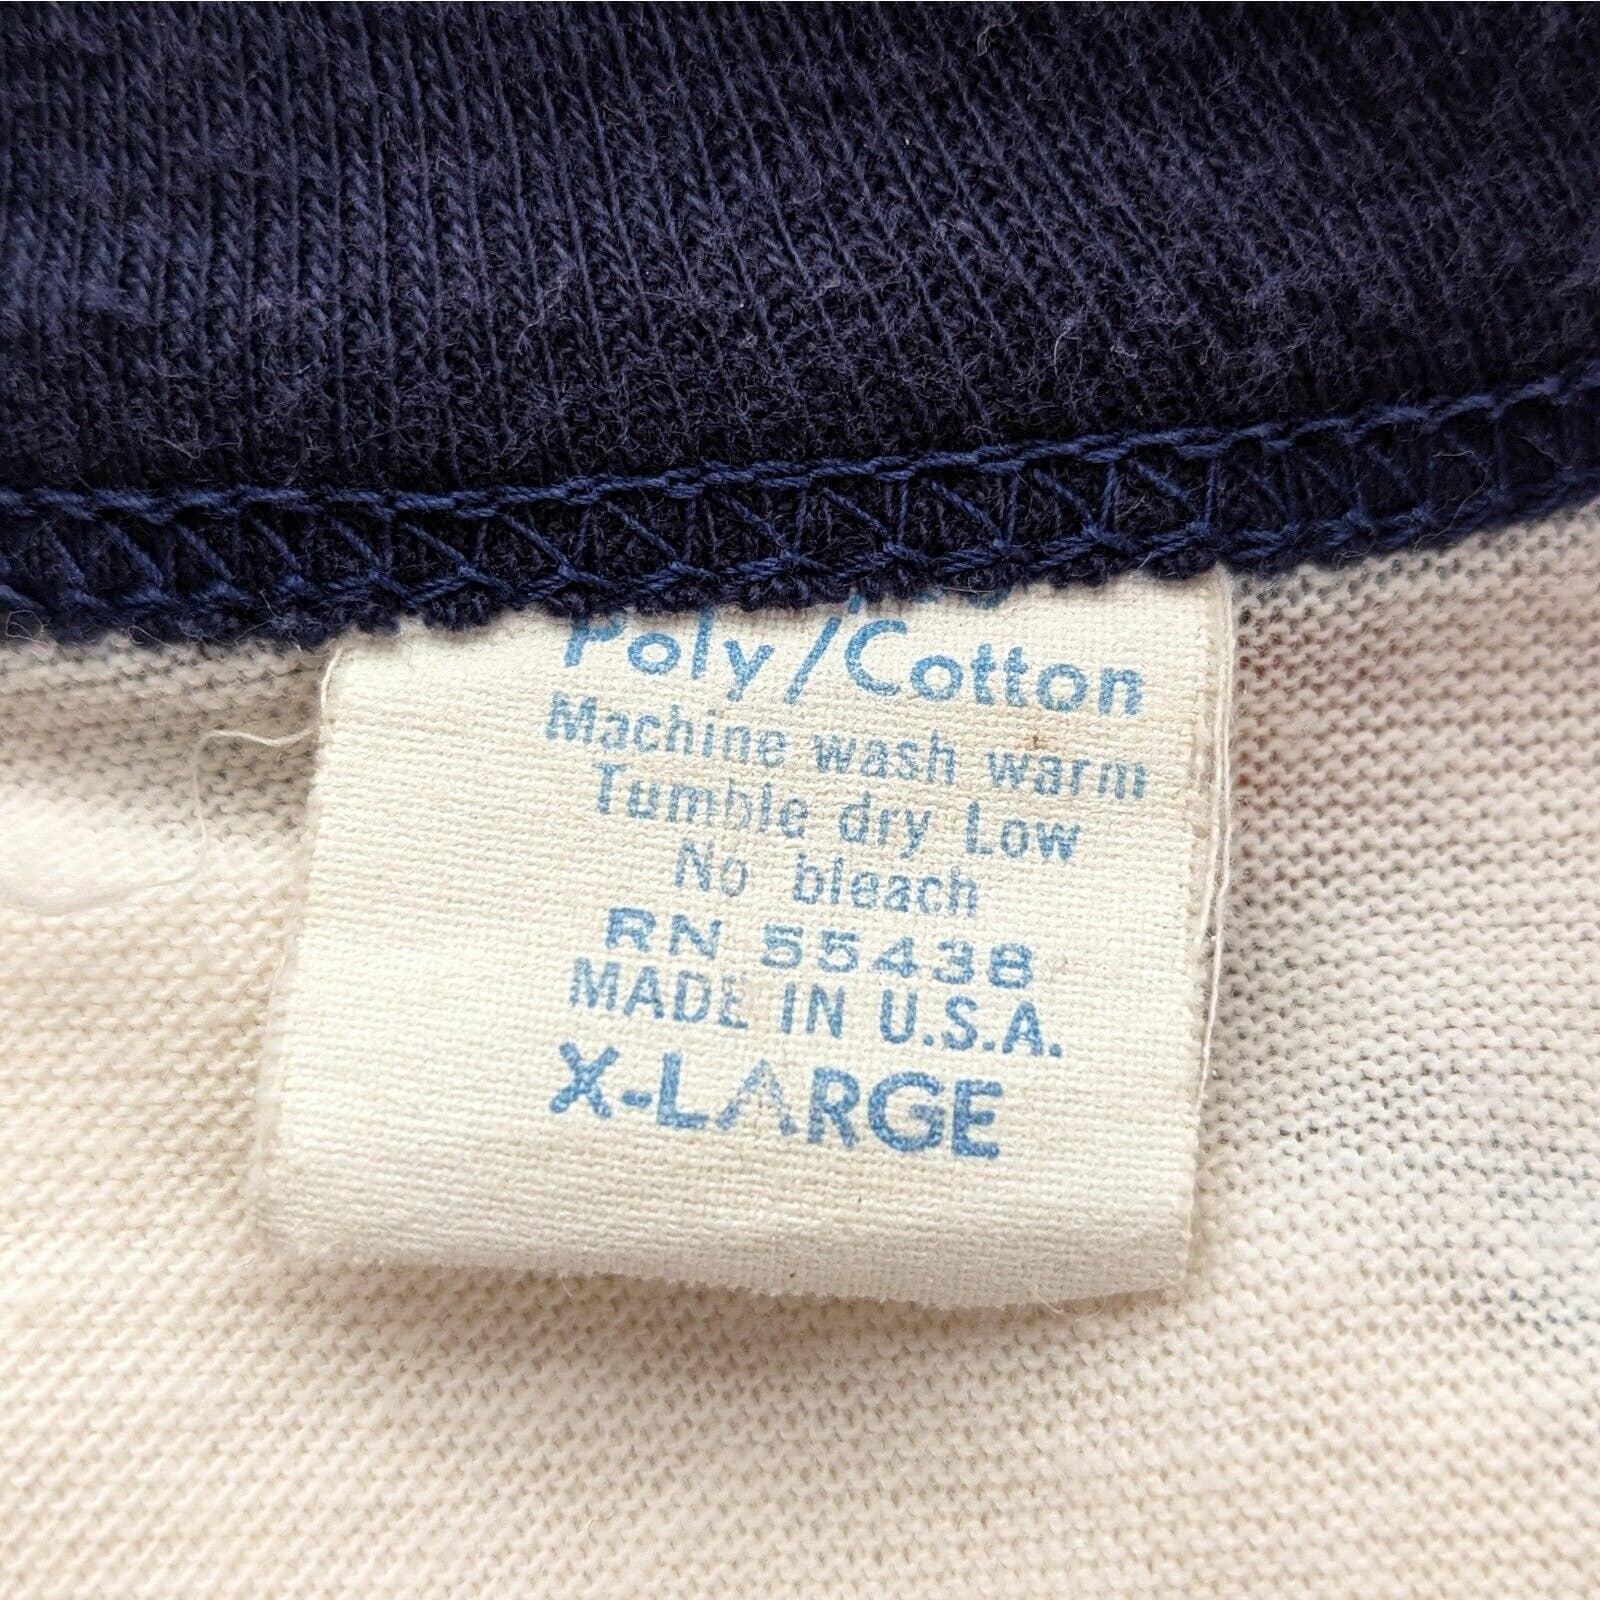 Poly/Cotton
Machine wash warm
Tumble dry Low
No bleach
RN 55438
MADE IN U.S.A.
X-LARGE